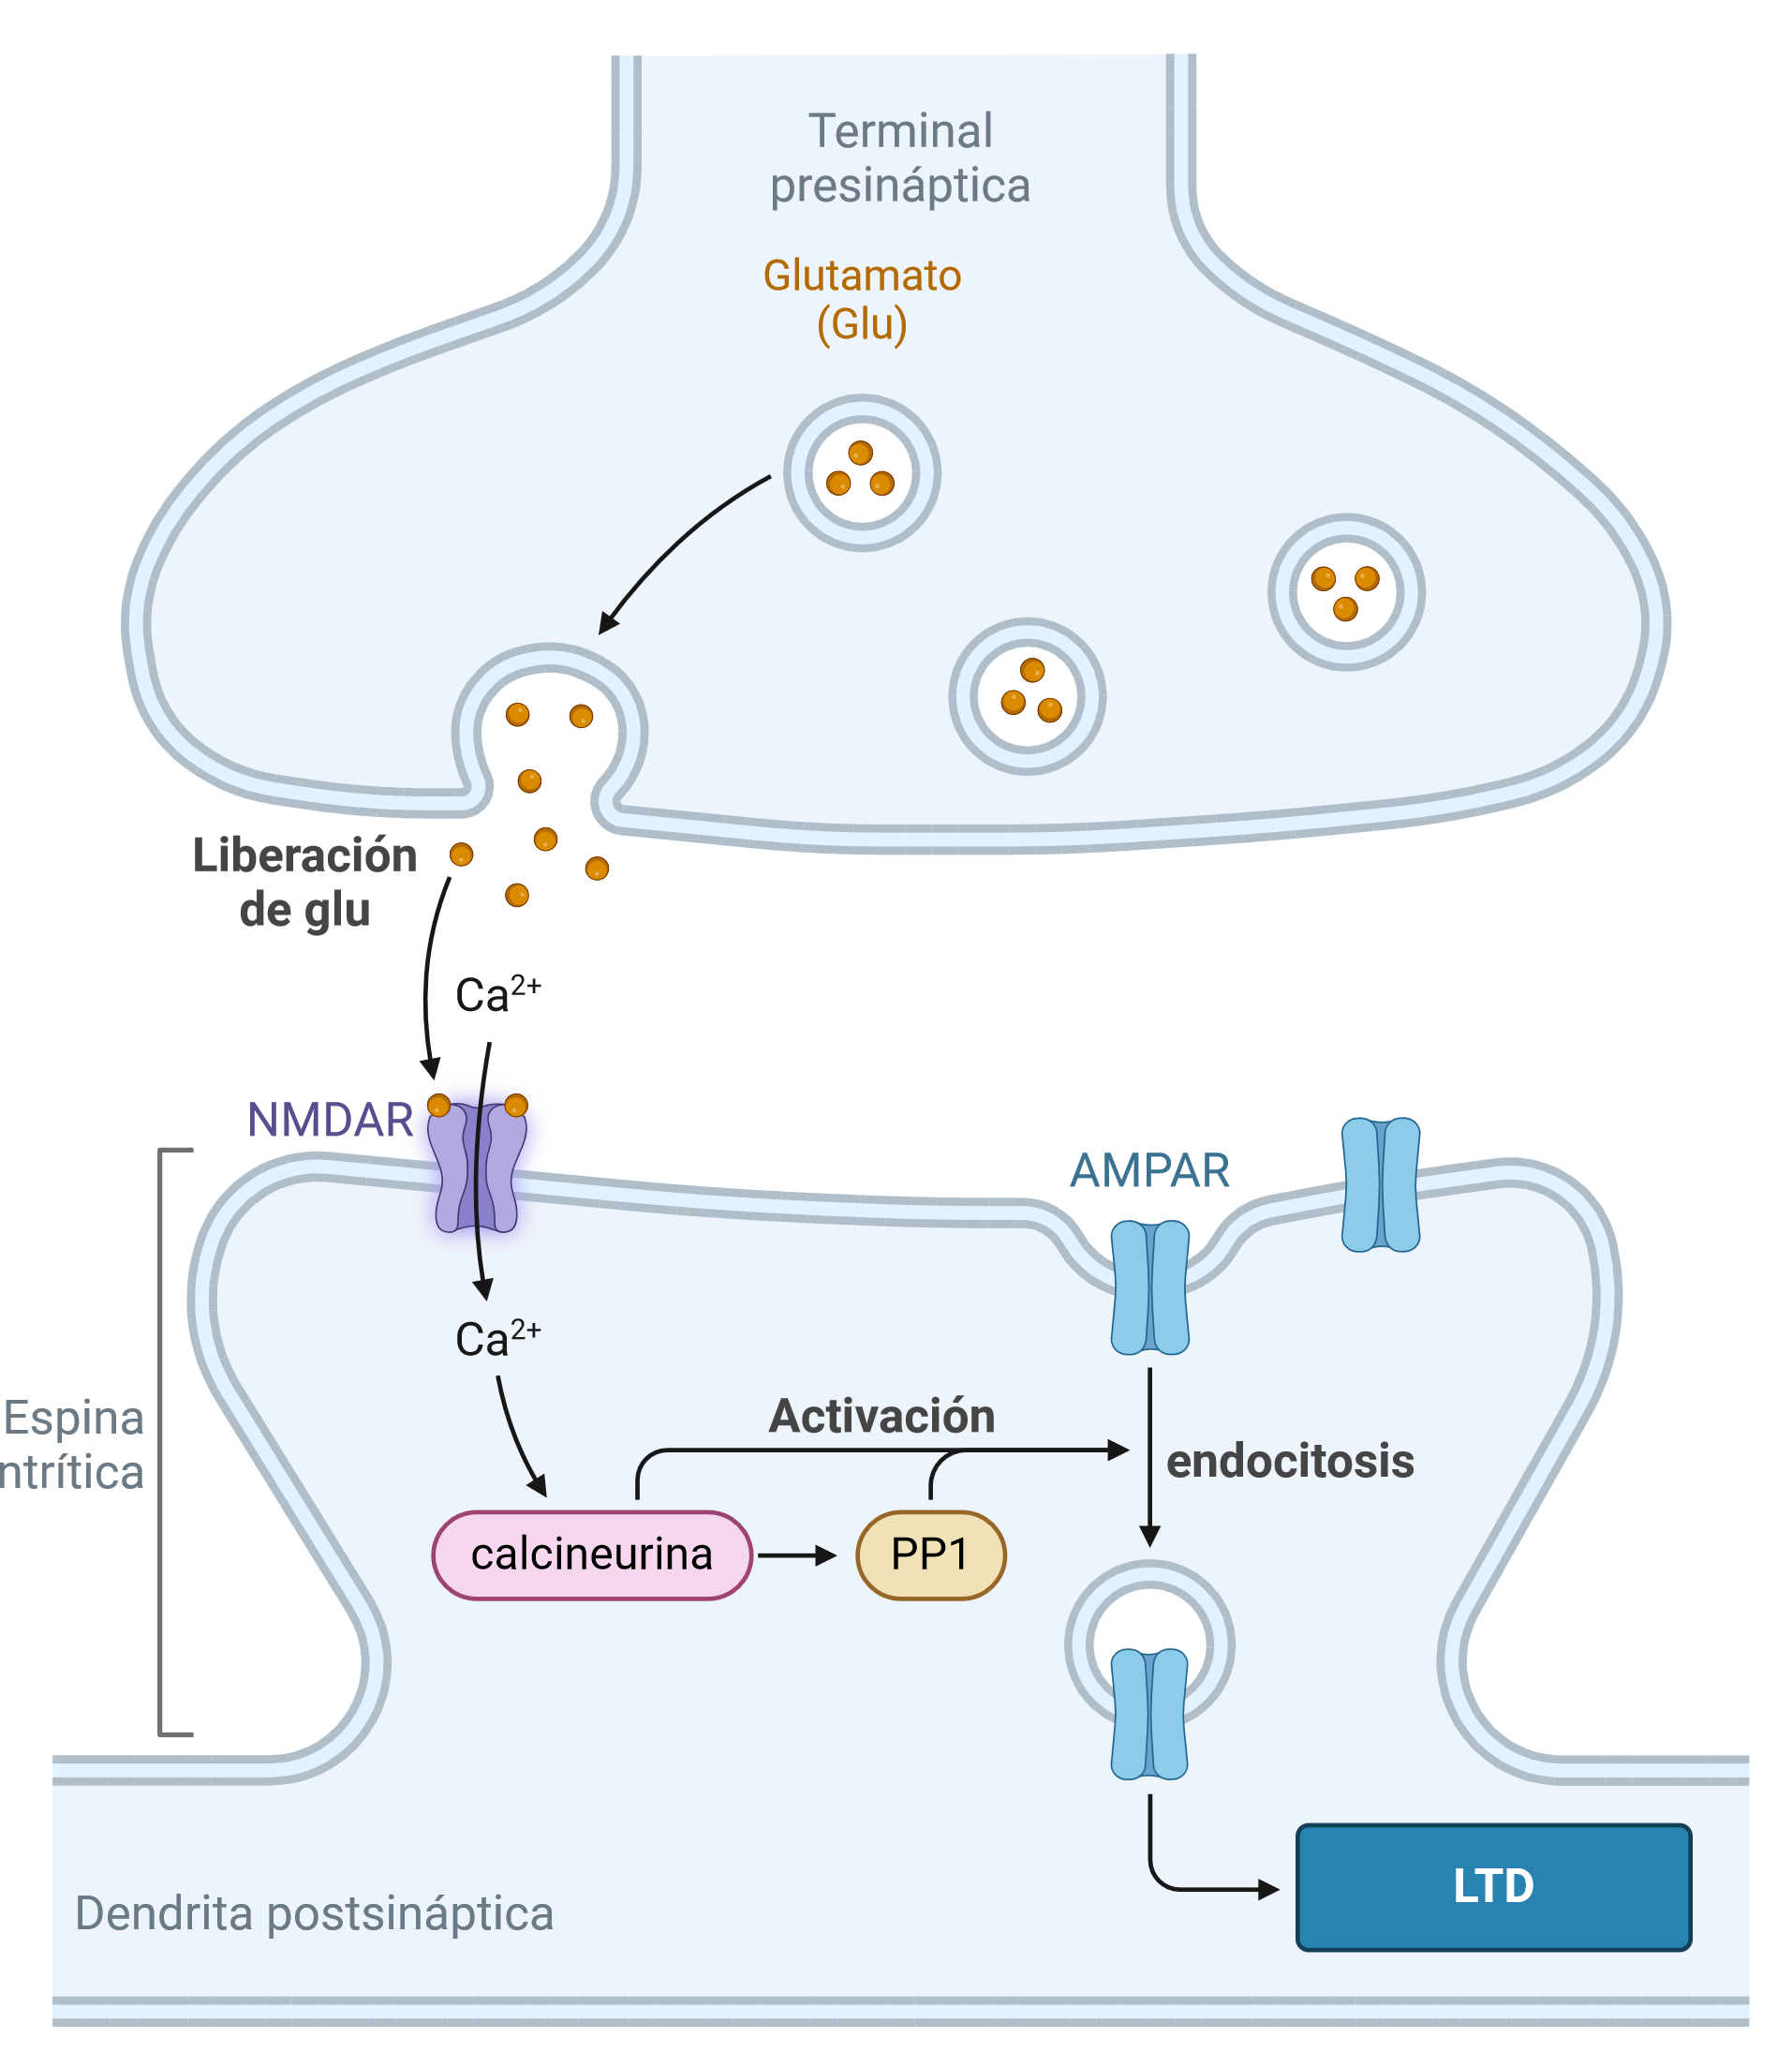 Terminal
presináptica
Glutamato
(Glu)
Liberación
de glu
Ca²⁺
NMDAR
AMPAR
Ca²⁺
Espina
ntrítica
Activación
endocitosis
calcineurina
PP1
LTD
Dendrita postsináptica